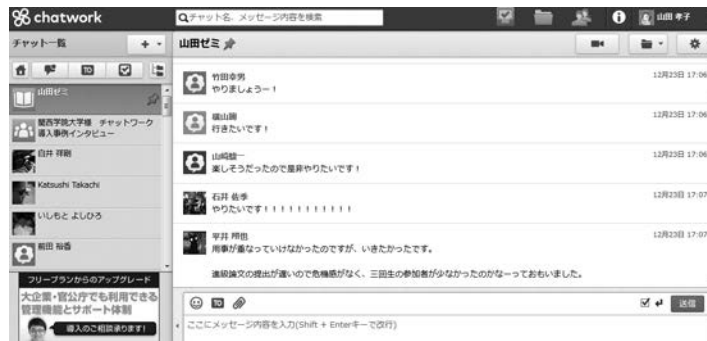 chatwork
チャット名、メッセージ内容を検索
山田 孝子
チャット一覧
山田ゼミ
TO
山田ゼミ
関西学院大学様 チャットワーク
導入事例インタビュー
白井 祥剛
Katsushi Takachi
いしもと よしひろ
前田 裕香
フリープランからのアップグレード
大企業・官公庁でも利用できる
管理機能とサポート体制
導入のご相談承ります!
竹田幸男
12月23日 17:06
やりましょうー!
12月23日 17:06
行きたいです!
12月23日 17:06
楽しそうだったので是非やりたいです!
石井 佑季
12月23日 17:07
やりたいです!!!!!!!!!!!
平井
12月23日 17:07
用事が重なっていけなかったのですが、いきたかったです。
進級論文の提出が遅いので危機感がなく、三回生の参加者が少なかったのかなーっておもいました。
TO
送信
ここにメッセージ内容を入力(Shift + Enterキーで改行)